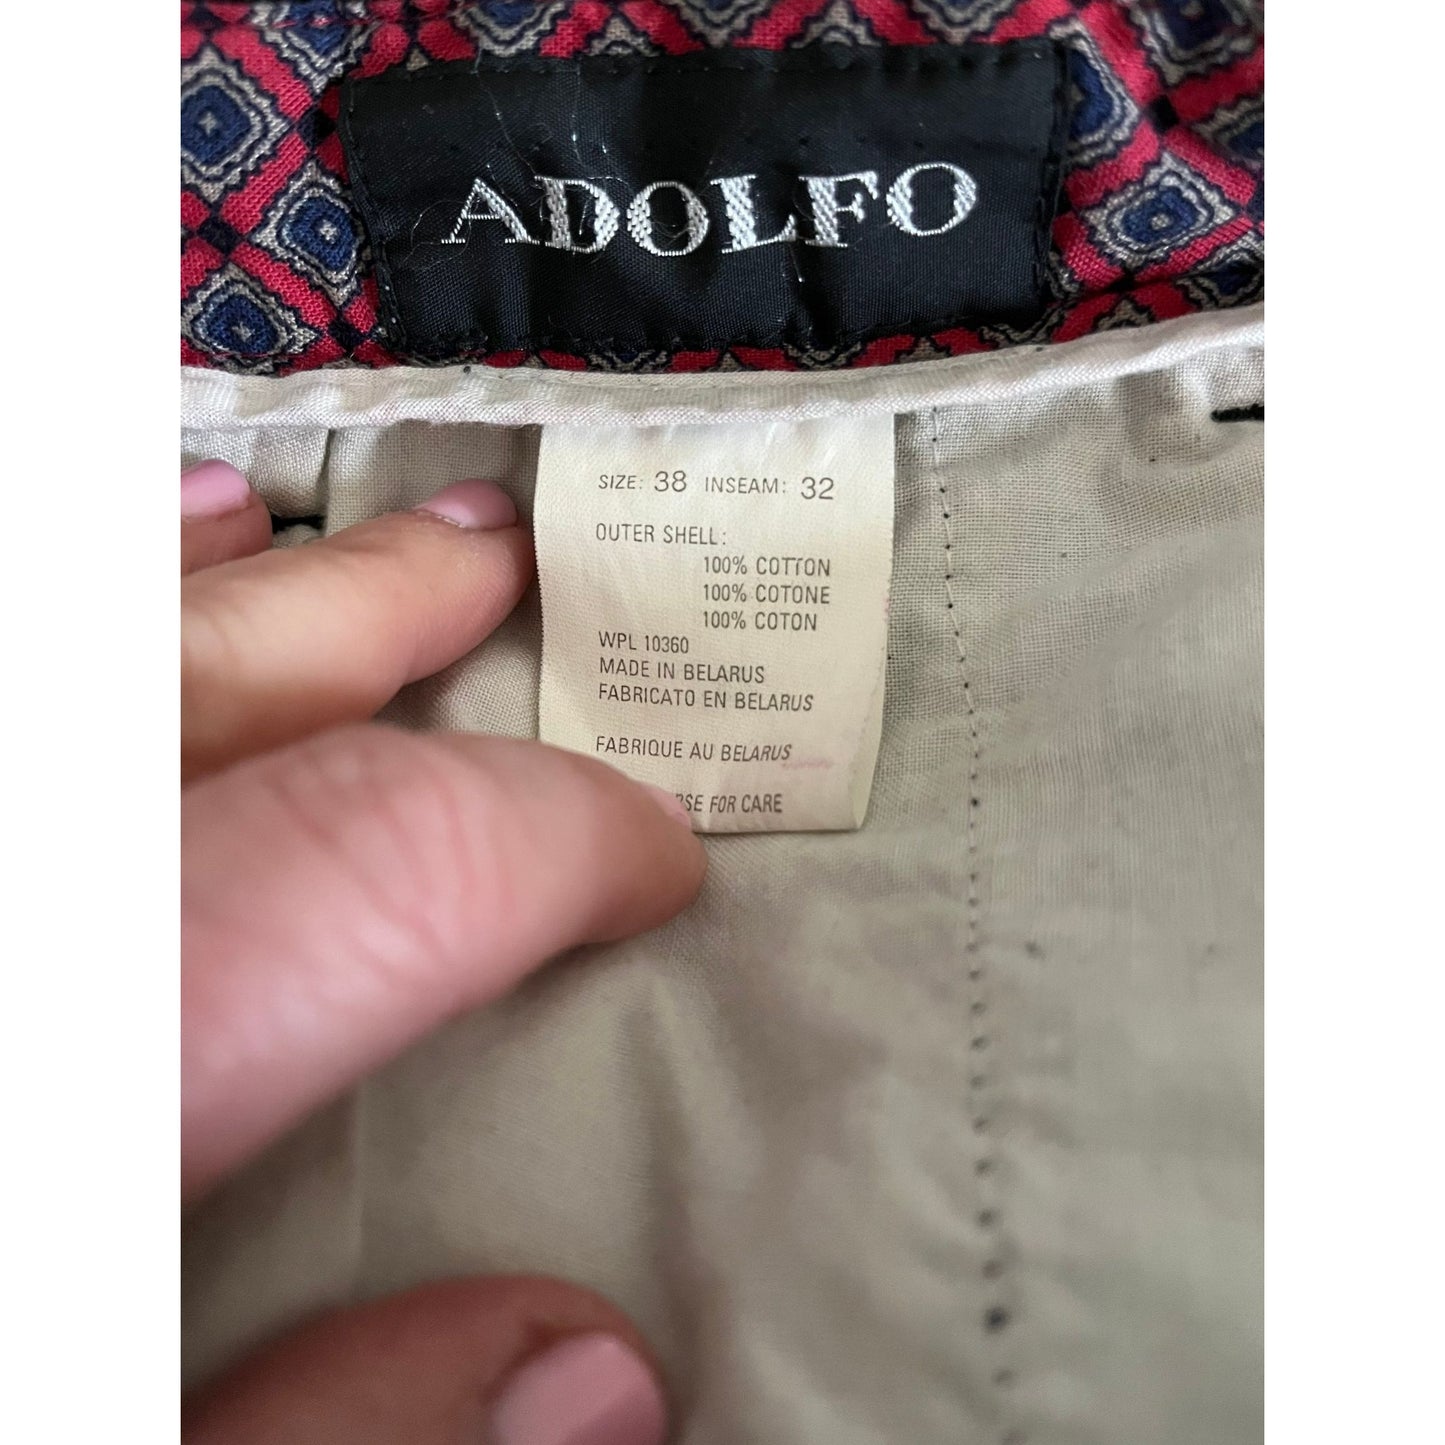 ADOLFO
SIZE: 38 INSEAM: 32
OUTER SHELL:
100% COTTON
100% COTONE
100% COTON
WPL 10360
MADE IN BELARUS
FABRICATO EN BELARUS
FABRIQUE AU BELARUS
FOR CARE